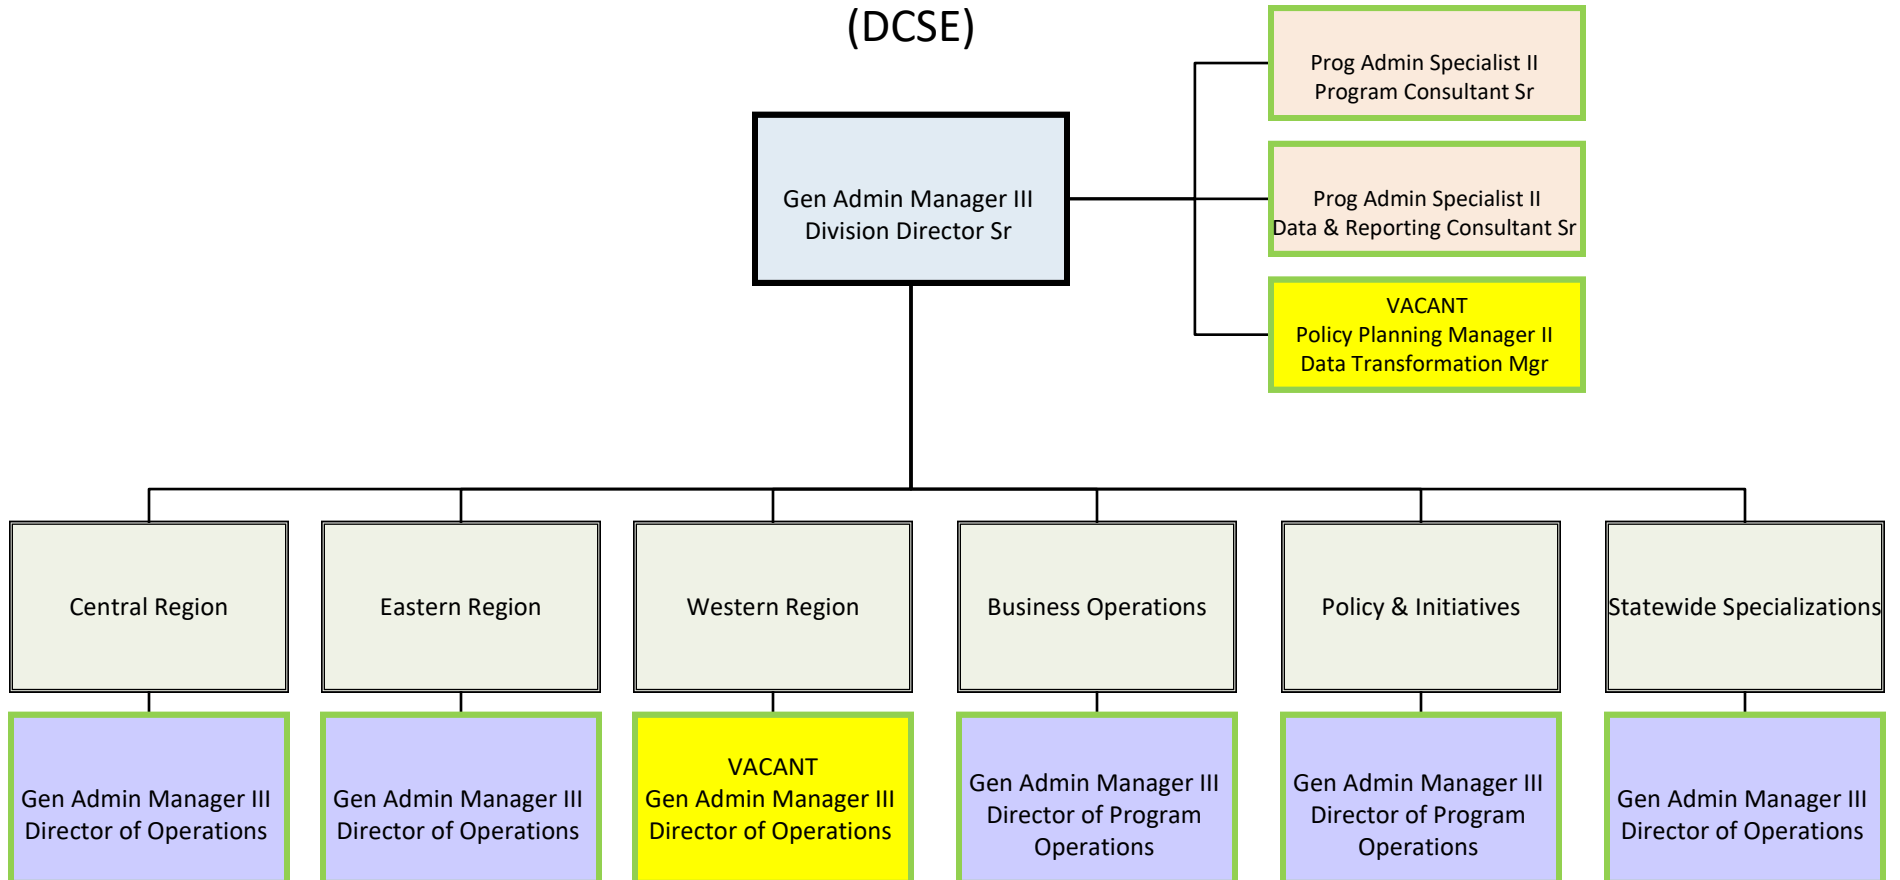 (DCSE)
Prog Admin Specialist II
Program Consultant Sr
Gen Admin Manager III
Division Director Sr
Prog Admin Specialist II
Data & Reporting Consultant Sr
VACANT
Policy Planning Manager II
Data Transformation Mgr
Central Region
Eastern Region
Western Region
Business Operations
Policy & Initiatives
Statewide Specializations
Gen Admin Manager III
Director of Operations
Gen Admin Manager III
Director of Operations
VACANT
Gen Admin Manager III
Director of Operations
Gen Admin Manager III
Director of Program
Operations
Gen Admin Manager III
Director of Program
Operations
Gen Admin Manager III
Director of Operations